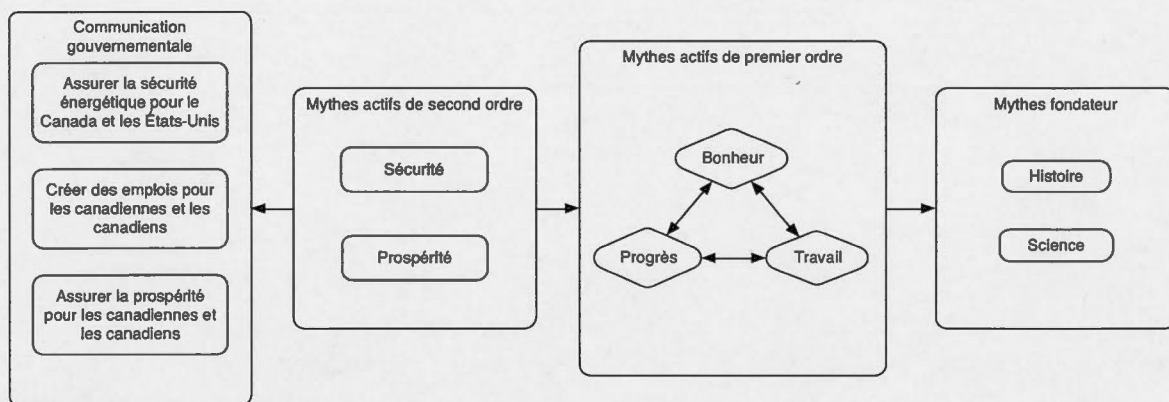 Communication
gouvernementale
Assurer la sécurité
énergétique pour le
Canada et les États-Unis
Créer des emplois pour
les canadiennes et les
canadiens
Assurer la prospérité
pour les canadiennes et
les canadiens
Mythes actifs de second ordre
Sécurité
Prospérité
Mythes actifs de premier ordre
Bonheur
Progrès
Travail
Mythes fondateur
Histoire
Science